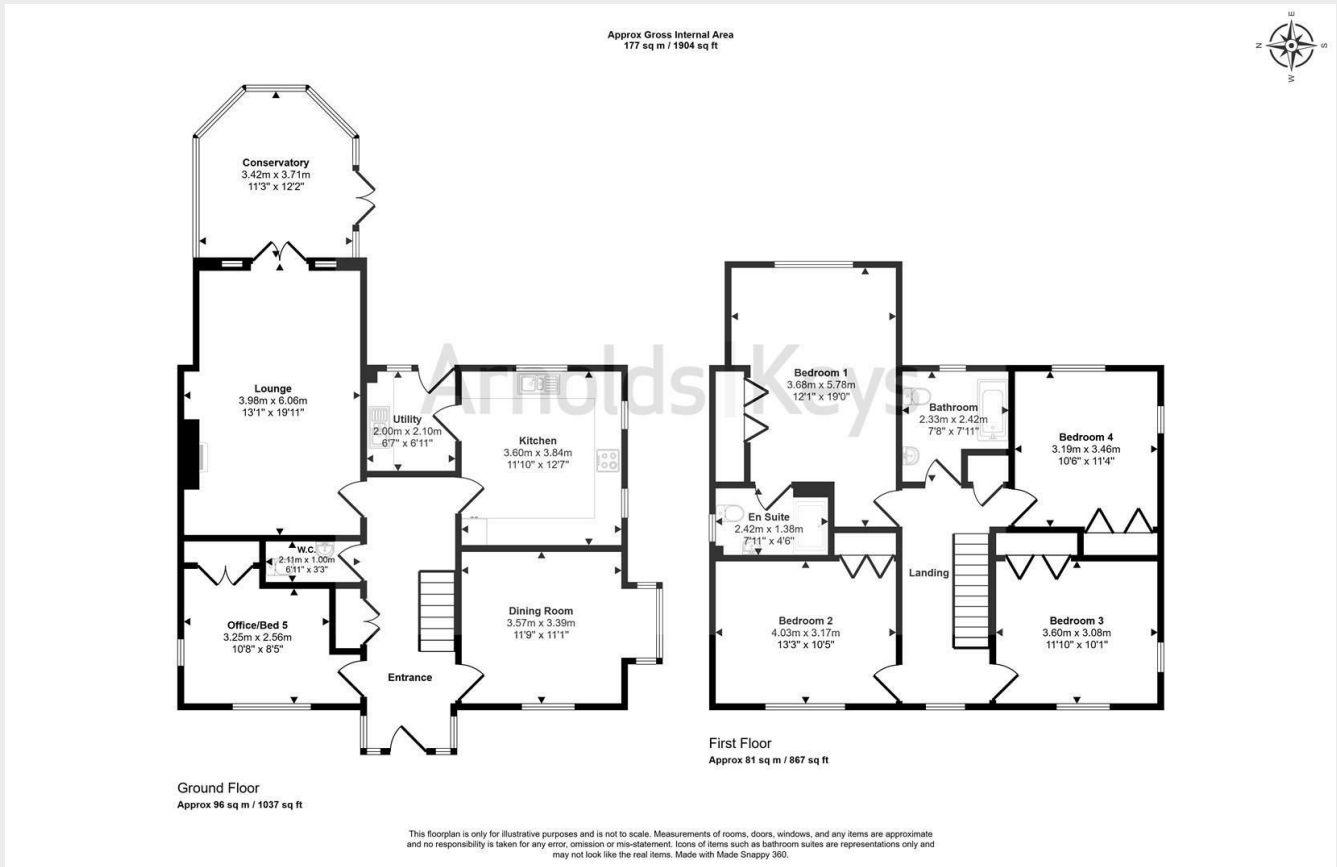 Approx Gross Internal Area
177 sq m / 1904 sq ft
E
N
S
W
Conservatory
3.42m x 3.71m
11'3" x 12'2"
Lounge
3.98m x 6.06m
13'1" x 19'11"
Utility
2.00m x 2.10m
6'7" x 6'11"
Kitchen
3.60m x 3.84m
11'10" x 12'7"
W.C.
2.11m x 1.00m
6'11" x 3'3"
Office/Bed 5
3.25m x 2.56m
10'8" x 8'5"
Dining Room
3.57m x 3.39m
11'9" x 11'1"
Entrance
Ground Floor
Approx 96 sq m / 1037 sq ft
Arnolds|Keys
Bedroom 1
3.68m x 5.78m
12'1" x 19'0"
Bathroom
2.33m x 2.42m
7'8" x 7'11"
Bedroom 4
3.19m x 3.46m
10'6" x 11'4"
En Suite
2.42m x 1.38m
7'11" x 4'6"
Landing
Bedroom 2
4.03m x 3.17m
13'3" x 10'5"
Bedroom 3
3.60m x 3.08m
11'10" x 10'1"
First Floor
Approx 81 sq m / 867 sq ft
This floorplan is only for illustrative purposes and is not to scale. Measurements of rooms, doors, windows, and any items are approximate
and no responsibility is taken for any error, omission or mis-statement. Icons of items such as bathroom suites are representations only and
may not look like the real items. Made with Made Snappy 360.